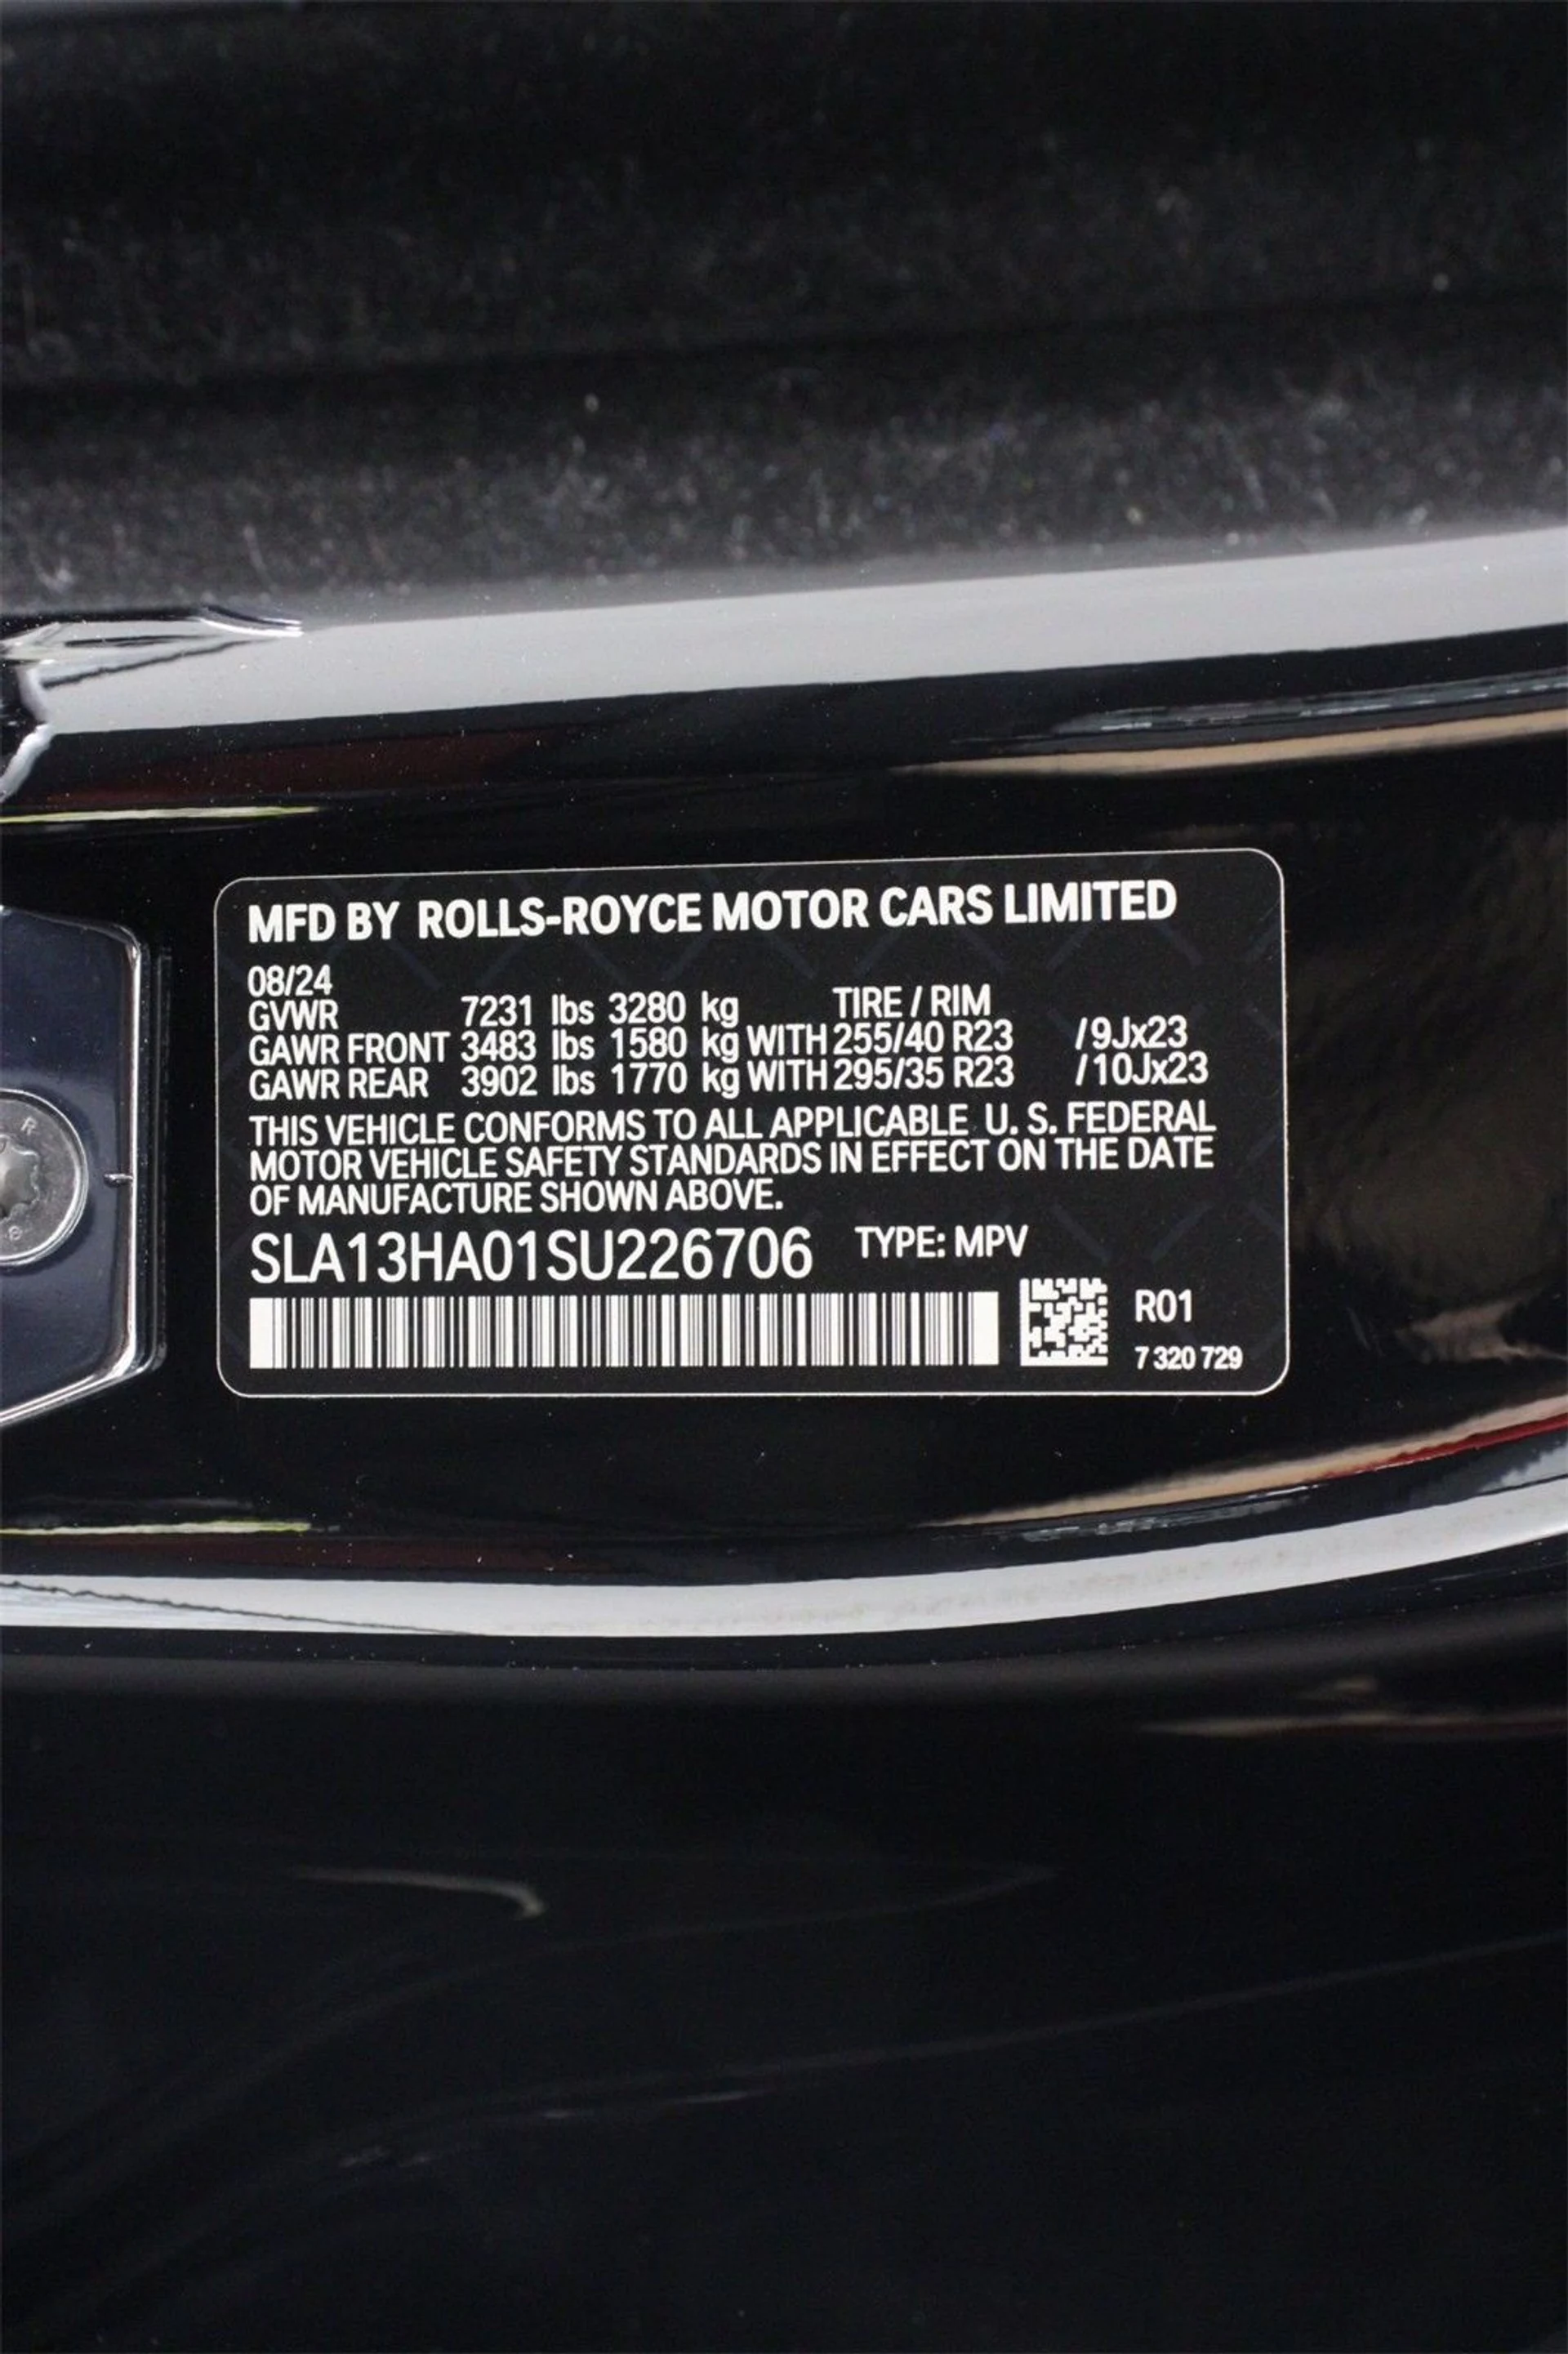 MFD BY ROLLS-ROYCE MOTOR CARS LIMITED
08/24
GVWR 7231 lbs 3280 kg TIRE / RIM
GAWR FRONT 3483 lbs 1580 kg WITH 255/40 R23 /9Jx23
GAWR REAR 3902 lbs 1770 kg WITH 295/35 R23 /10Jx23
THIS VEHICLE CONFORMS TO ALL APPLICABLE U. S. FEDERAL
MOTOR VEHICLE SAFETY STANDARDS IN EFFECT ON THE DATE
OF MANUFACTURE SHOWN ABOVE.
SLA13HA01SU226706 TYPE: MPV
R01
7 320 729